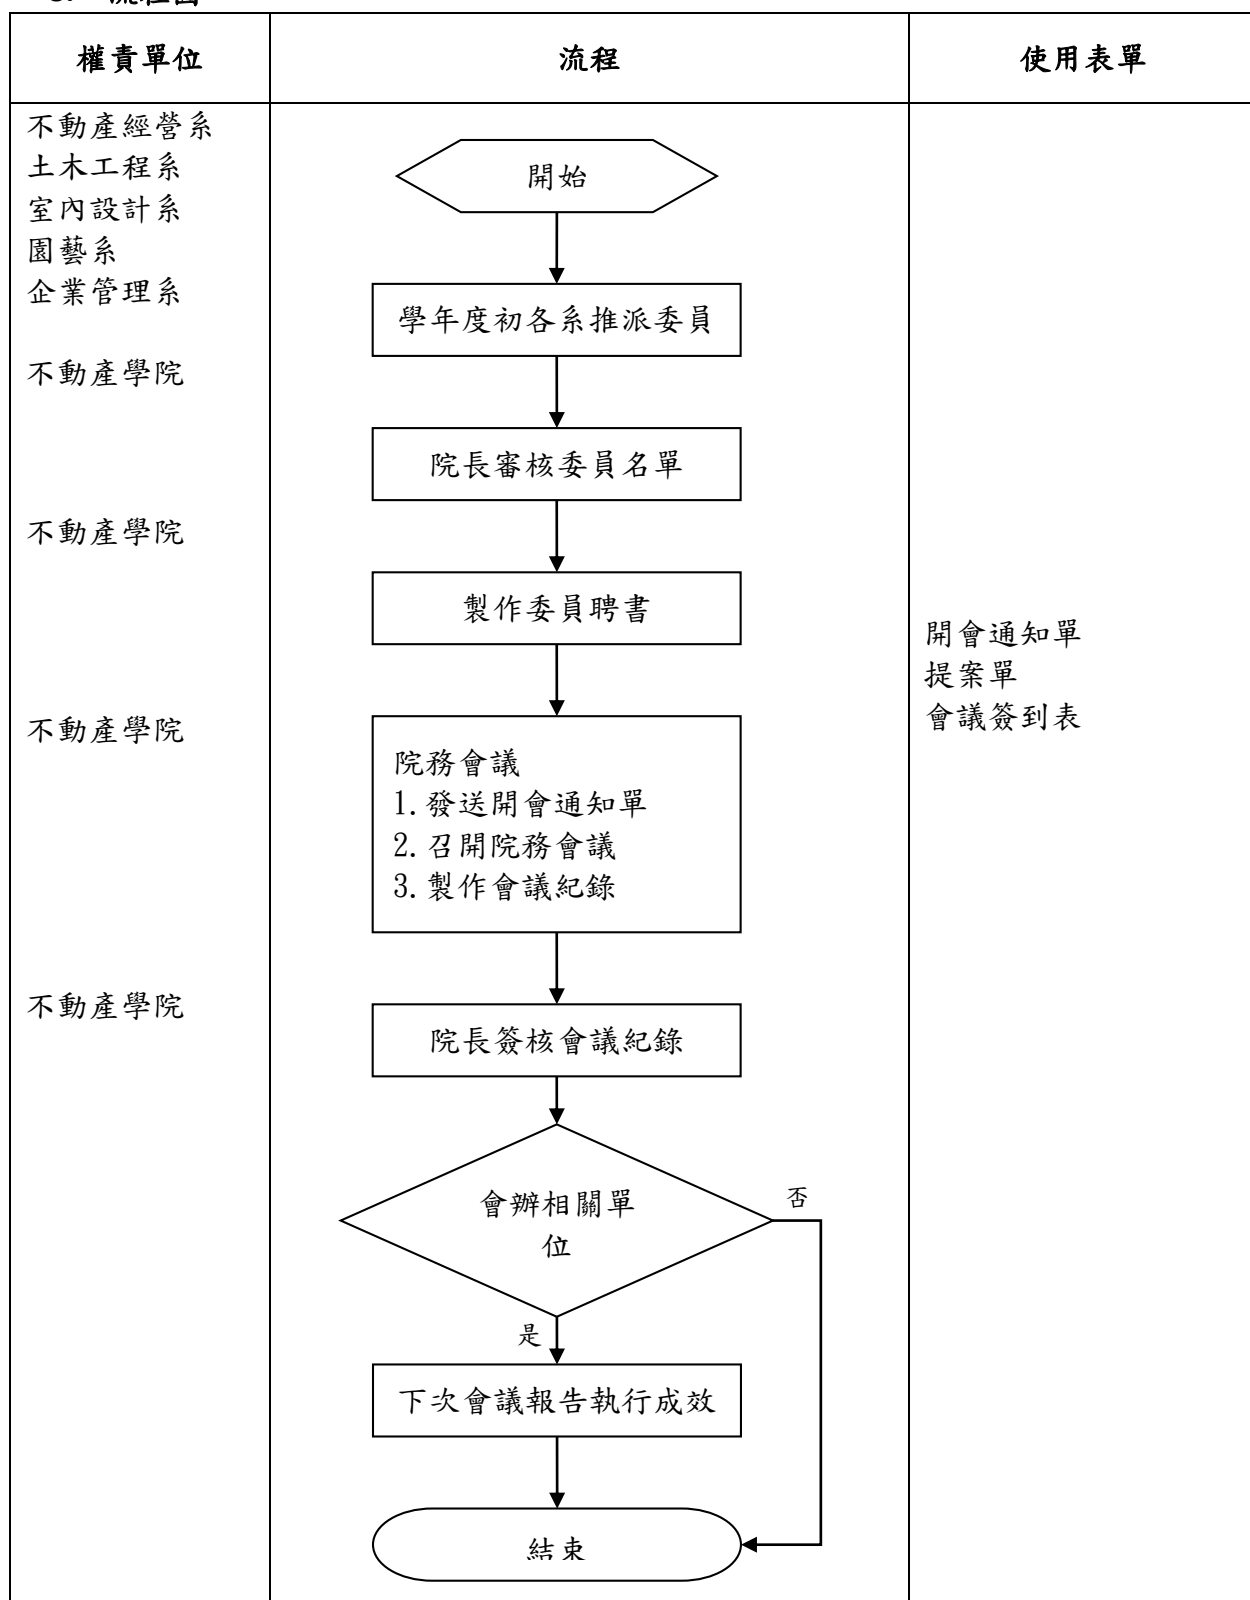 流程圖
權責單位
流程
使用表單
不動產經營系
土木工程系
室內設計系
園藝系
企業管理系
不動產學院
不動產學院
不動產學院
不動產學院
開始
學年度初各系推派委員
院長審核委員名單
製作委員聘書
院務會議
1.發送開會通知單
2.召開院務會議
3.製作會議紀錄
院長簽核會議紀錄
會辦相關單
位
否
是
下次會議報告執行成效
結束
開會通知單
提案單
會議簽到表